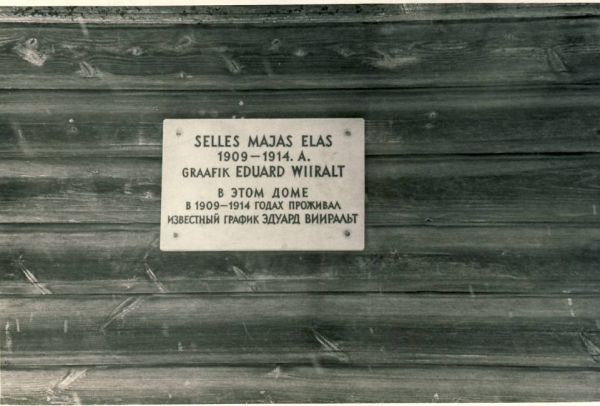 SELLES MAJAS ELAS
1909–1914. A.
GRAAFIK EDUARD WIIRALT
В ЭТОМ ДОМЕ
В 1909–1914 ГОДАХ ПРОЖИВАЛ
ИЗВЕСТНЫЙ ГРАФИК ЭДУАРД ВИИРАЛЬТ